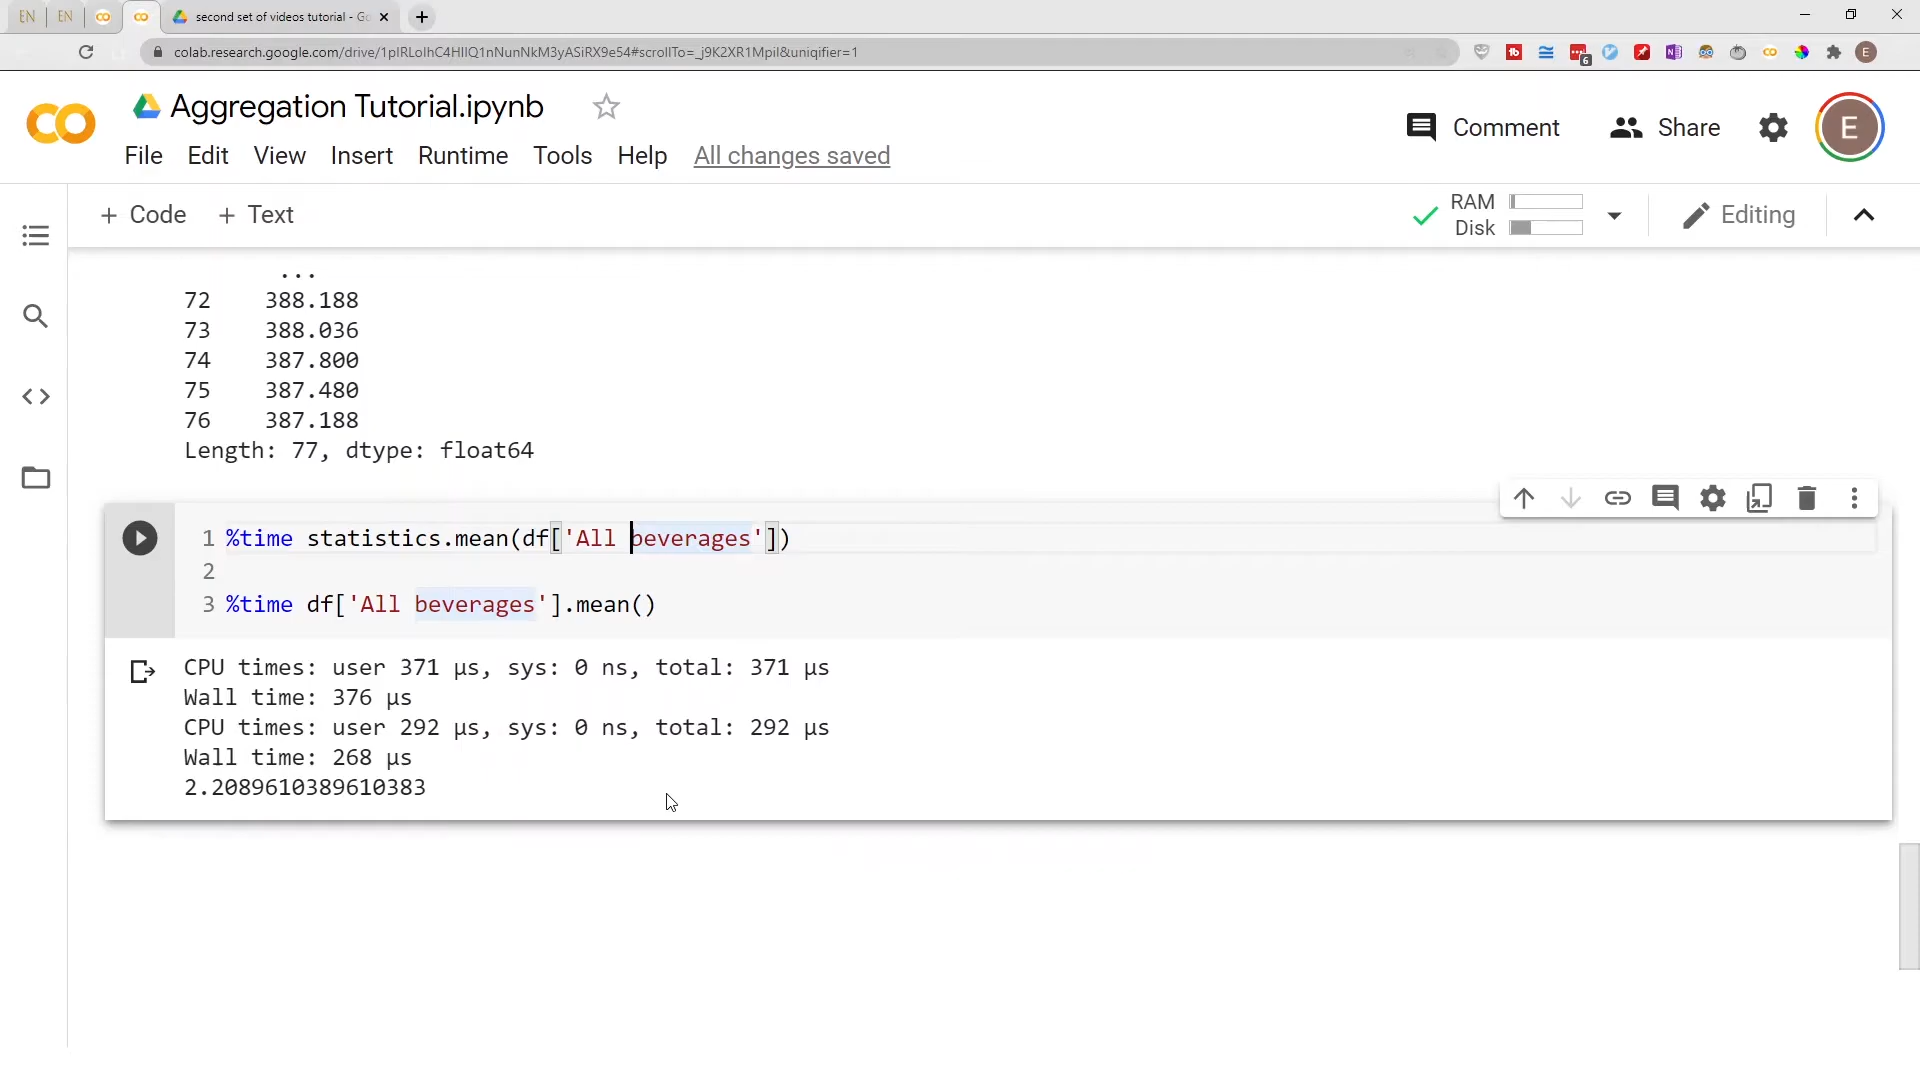 EN
EN
second set of videos tutorial - Go
colab.research.google.com/drive/1pIRLolhC4HIlQ1nNunNkM3yASiRX9e54#scrollTo=_j9K2XR1Mpil&uniqifier=1
6
E
Aggregation Tutorial.ipynb
Comment
Share
E
File Edit View Insert Runtime Tools Help All changes saved
+ Code + Text
RAM
Disk
Editing
...
72 388.188
73 388.036
74 387.800
75 387.480
76 387.188
Length: 77, dtype: float64
1 %time statistics.mean(df['All beverages'])
2
3 %time df['All beverages'].mean()
CPU times: user 371 µs, sys: 0 ns, total: 371 µs
Wall time: 376 µs
CPU times: user 292 µs, sys: 0 ns, total: 292 µs
Wall time: 268 µs
2.2089610389610383